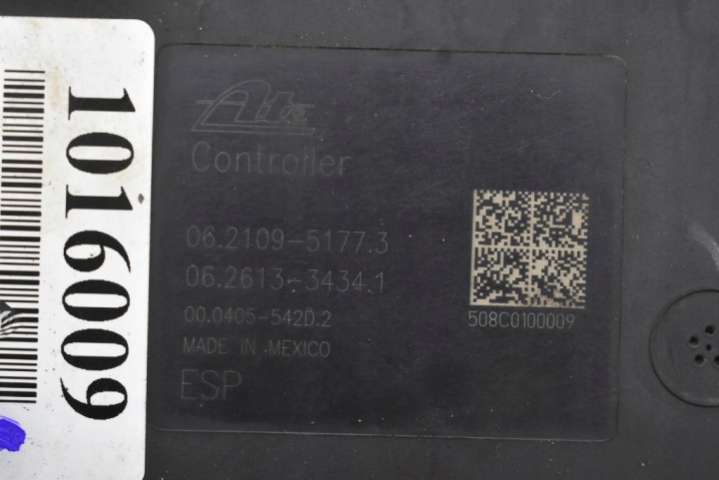 1016009
Ate
Controller
06.2109-5177.3
06.2613-3434.1
00.0405-542D.2
MADE IN MEXICO
ESP
508C0100009